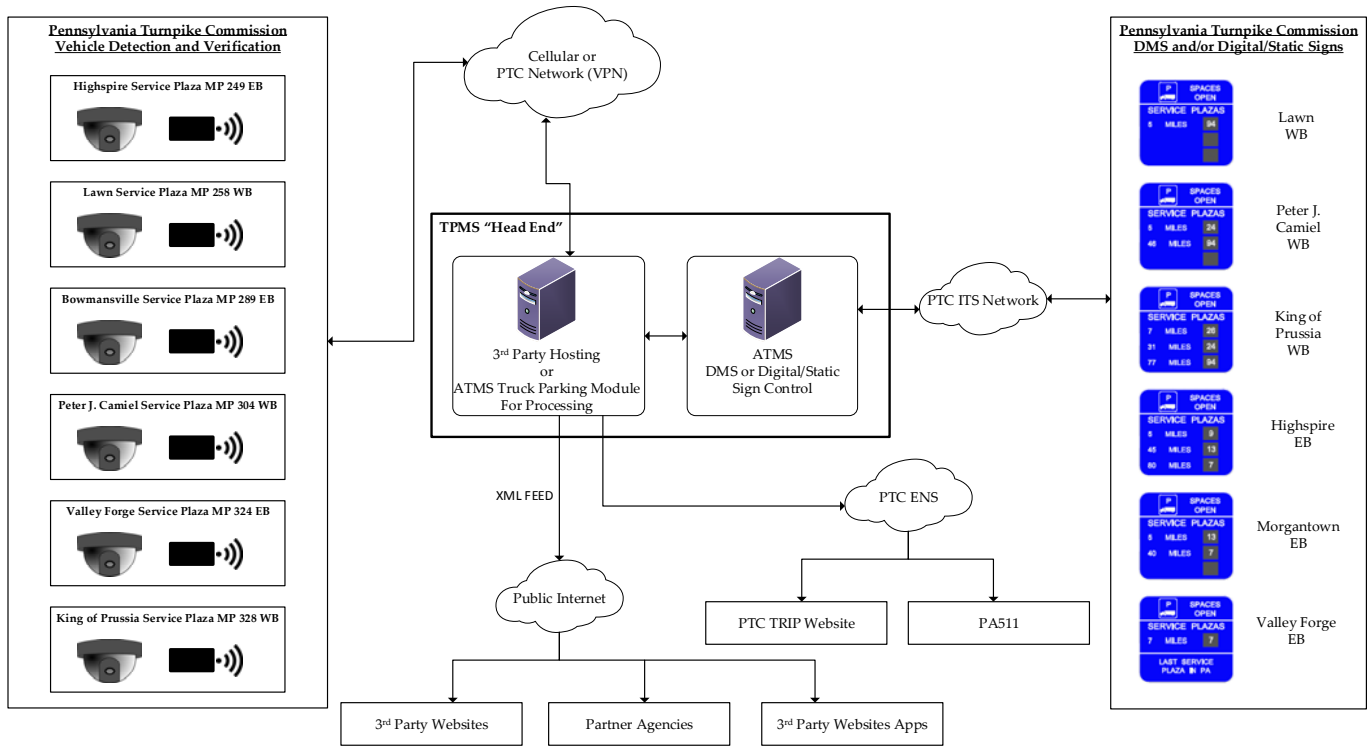 Pennsylvania Turnpike Commission
Vehicle Detection and Verification
Highspire Service Plaza MP 249 EB
Lawn Service Plaza MP 258 WB
Bowmansville Service Plaza MP 289 EB
Peter J. Camiel Service Plaza MP 304 WB
Valley Forge Service Plaza MP 324 EB
King of Prussia Service Plaza MP 328 WB
Cellular or
PTC Network (VPN)
TPMS “Head End”
3rd Party Hosting
or
ATMS Truck Parking Module
For Processing
ATMS
DMS or Digital/Static
Sign Control
PTC ITS Network
XML FEED
PTC ENS
Public Internet
PTC TRIP Website
PA511
3rd Party Websites
Partner Agencies
3rd Party Websites Apps
Pennsylvania Turnpike Commission
DMS and/or Digital/Static Signs
P SPACES
OPEN
SERVICE PLAZAS
5 MILES 94
Lawn
WB
P SPACES
OPEN
SERVICE PLAZAS
5 MILES 24
46 MILES 94
Peter J.
Camiel
WB
P SPACES
OPEN
SERVICE PLAZAS
7 MILES 26
31 MILES 24
77 MILES 94
King of
Prussia
WB
P SPACES
OPEN
SERVICE PLAZAS
5 MILES 9
45 MILES 13
80 MILES 7
Highspire
EB
P SPACES
OPEN
SERVICE PLAZAS
5 MILES 13
40 MILES 7
Morgantown
EB
P SPACES
OPEN
SERVICE PLAZAS
7 MILES 7
LAST SERVICE
PLAZA IN PA
Valley Forge
EB